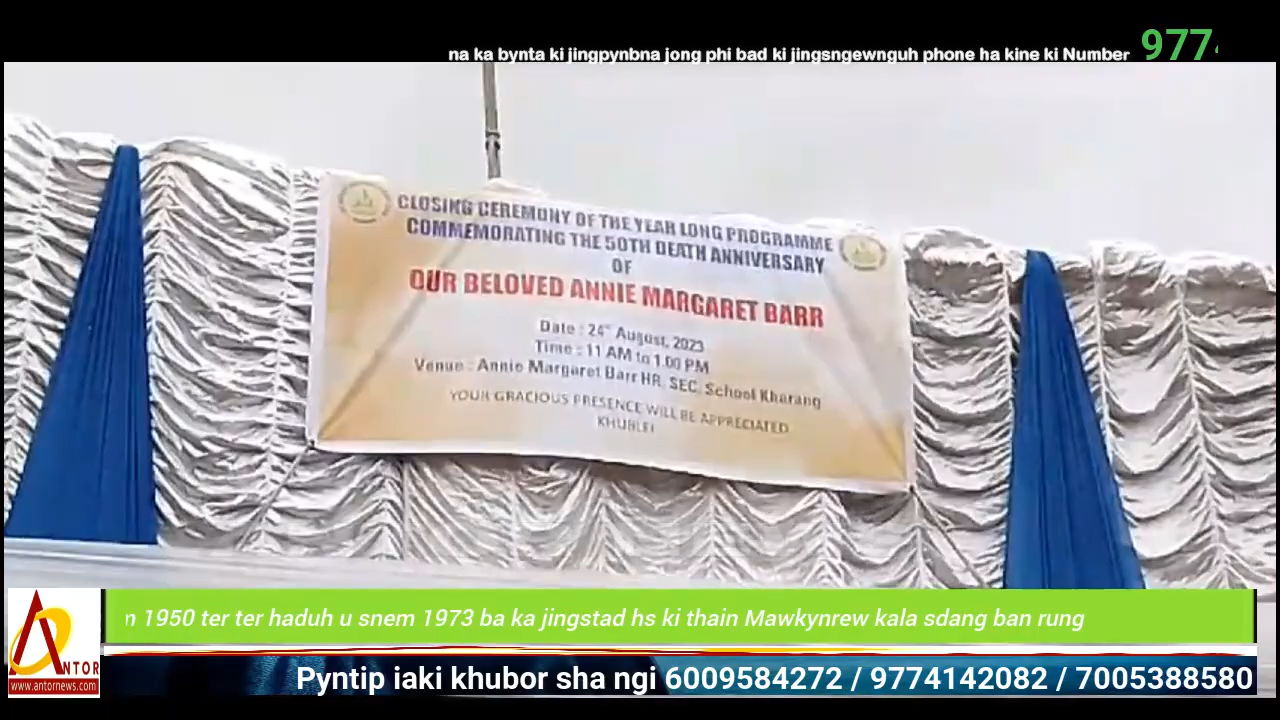 na ka bynta ki jingpynbna jong phi bad ki jingsngewnguh phone ha kine ki Number 977
CLOSING CEREMONY OF THE YEAR LONG PROGRAMME
COMMEMORATING THE 50TH DEATH ANNIVERSARY
OF
OUR BELOVED ANNIE MARGARET BARR
Date : 24th August, 2023
Time : 11 AM to 1.00 PM
Venue : Annie Margaret Barr HR. SEC. School Kharang
YOUR GRACIOUS PRESENCE WILL BE APPRECIATED
KHUBLEI
1950 ter ter haduh u snem 1973 ba ka jingstad hs ki thain Mawkynrew kala sdang ban rung
ANTOR
www.antornews.com
Pyntip iaki khubor sha ngi 6009584272 / 9774142082 / 7005388580